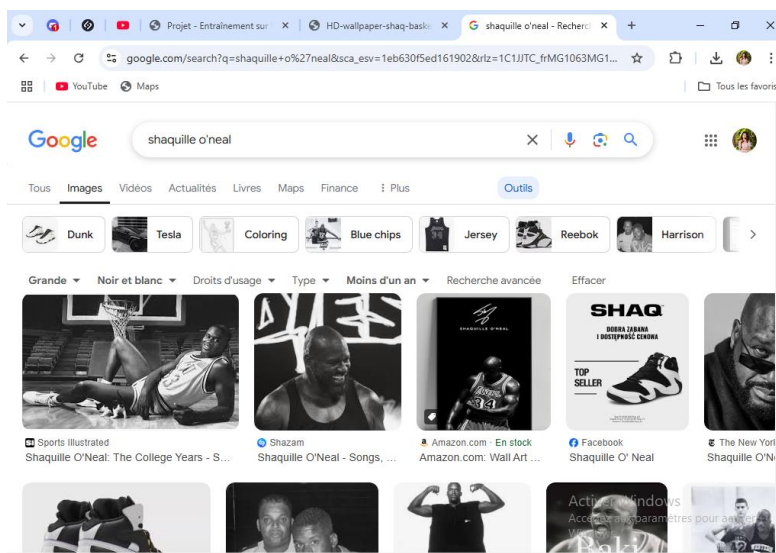 Projet - Entraînement sur
HD-wallpaper-shaq-baske
shaquille o'neal - Recherc
google.com/search?q=shaquille+o%27neal&sca_esv=1eb630f5ed161902&rlz=1C1JJTC_frMG1063MG1...
YouTube
Maps
Tous les favoris
Google
shaquille o'neal
Tous Images Vidéos Actualités Livres Maps Finance Plus
Outils
Dunk
Tesla
Coloring
Blue chips
Jersey
Reebok
Harrison
Grande Noir et blanc Droits d'usage Type Moins d'un an Recherche avancée Effacer
SHAQUILLE O'NEAL
34
SHAQ
DOBRA ZABAWA
I DOSTĘPNOŚĆ CENOWA
TOP
SELLER
Sports Illustrated
Shaquille O'Neal: The College Years - S...
Shazam
Shaquille O'Neal - Songs, ...
Amazon.com · En stock
Amazon.com: Wall Art ...
Facebook
Shaquille O' Neal
The New York
Shaquille O'N
Activer Windows